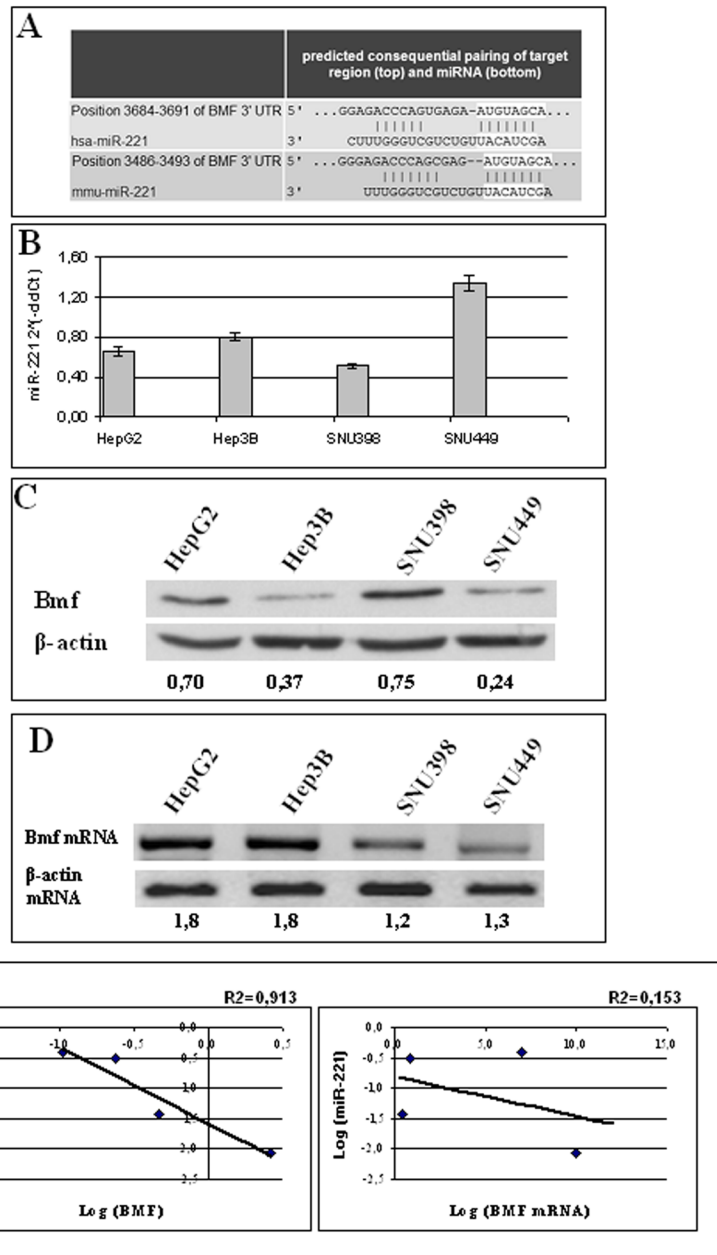 A
predicted consequential pairing of target
region (top) and miRNA (bottom)
Position 3684-3691 of BMF 3' UTR 5' ...GGAGACCCAGUGAGA-AUGUAGCA...
hsa-miR-221 3' CUUUGGGUCGUCUGUUACAUCGA
Position 3486-3493 of BMF 3' UTR 5' ...GGGAGACCCAGCGAG--AUGUAGCA...
mmu-miR-221 3' UUUGGGUCGUCUGUUACAUCGA
B
miR-221 2^(-ddCt)
1,60
1,20
0,80
0,40
0,00
HepG2 Hep3B SNU398 SNU449
C
HepG2 Hep3B SNU398 SNU449
Bmf
β-actin
0,70 0,37 0,75 0,24
D
HepG2 Hep3B SNU398 SNU449
Bmf mRNA
β-actin
mRNA
1,8 1,8 1,2 1,3
R2=0,913
0,0
-1,0 -0,5 0,0 0,5
0,5
1,0
1,5
2,0
2,5
Log (BMF)
R2=0,153
Log (miR-221)
0,0
0,0 5,0 10,0 15,0
-0,5
-1,0
-1,5
-2,0
-2,5
Log (BMF mRNA)